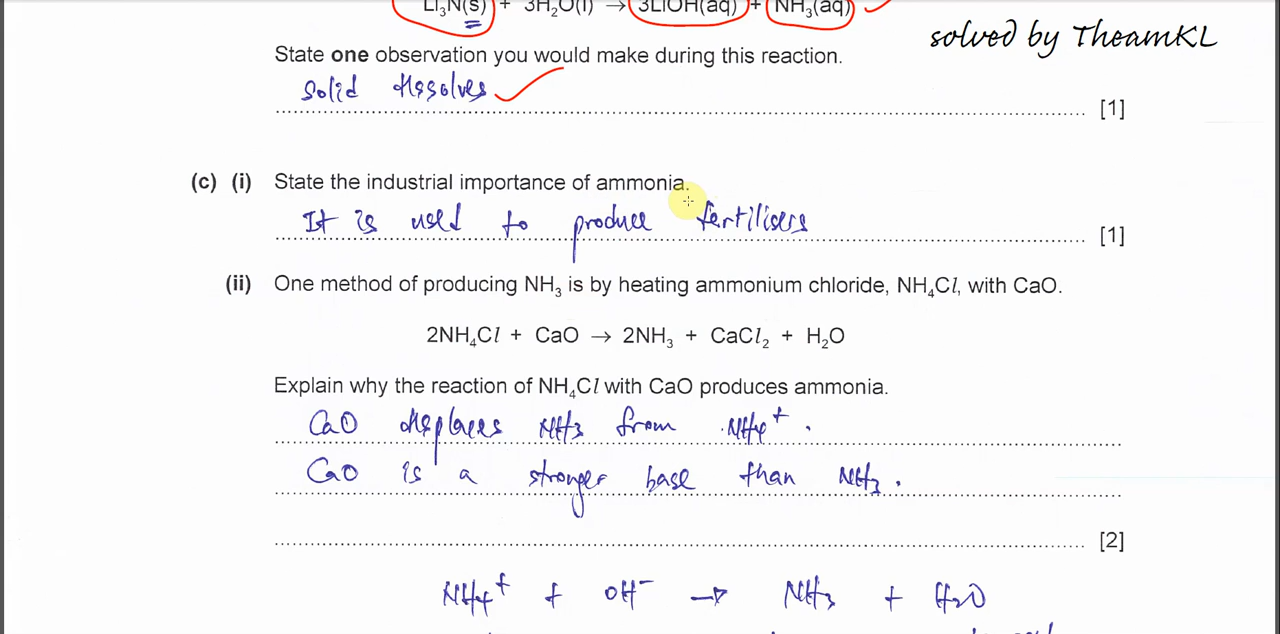 Li₃N(s) + 3H₂O(l) → 3LiOH(aq) + NH₃(aq)
solved by TheamKL
State one observation you would make during this reaction.
Solid dissolves
[1]
(c) (i) State the industrial importance of ammonia.
It is used to produce fertilisers
[1]
(ii) One method of producing NH₃ is by heating ammonium chloride, NH₄Cl, with CaO.
2NH₄Cl + CaO → 2NH₃ + CaCl₂ + H₂O
Explain why the reaction of NH₄Cl with CaO produces ammonia.
CaO displaces NH₃ from NH₄⁺.
CaO is a stronger base than NH₃.
[2]
NH₄⁺ + OH⁻ → NH₃ + H₂O